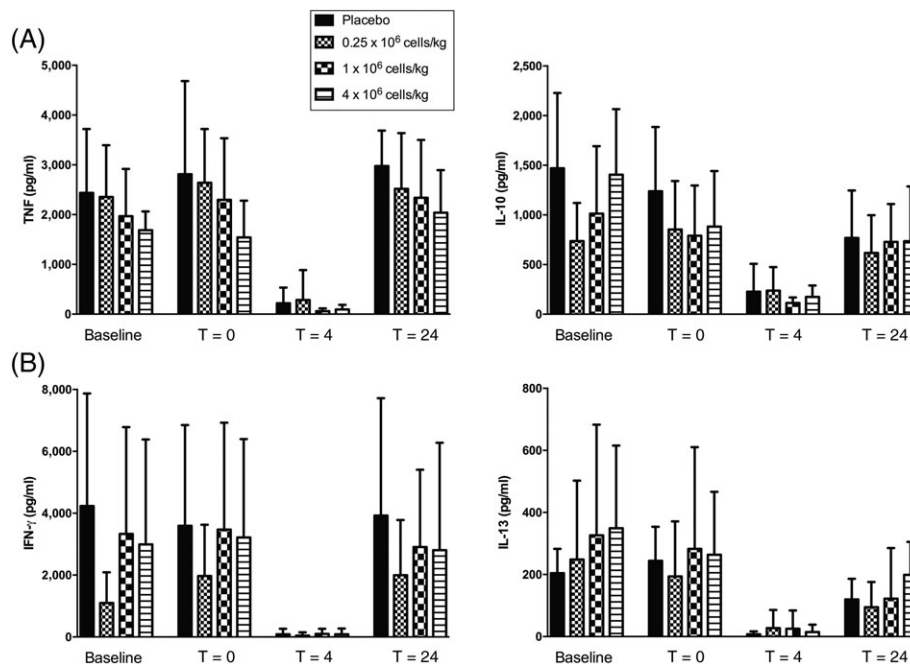 (A)
Placebo
0.25 x 10⁶ cells/kg
1 x 10⁶ cells/kg
4 x 10⁶ cells/kg
TNF (pg/ml)
5,000
4,000
3,000
2,000
1,000
0
Baseline T = 0 T = 4 T = 24
IL-10 (pg/ml)
2,500
2,000
1,500
1,000
500
0
Baseline T = 0 T = 4 T = 24
(B)
IFN-γ (pg/ml)
8,000
6,000
4,000
2,000
0
Baseline T = 0 T = 4 T = 24
IL-13 (pg/ml)
800
600
400
200
0
Baseline T = 0 T = 4 T = 24